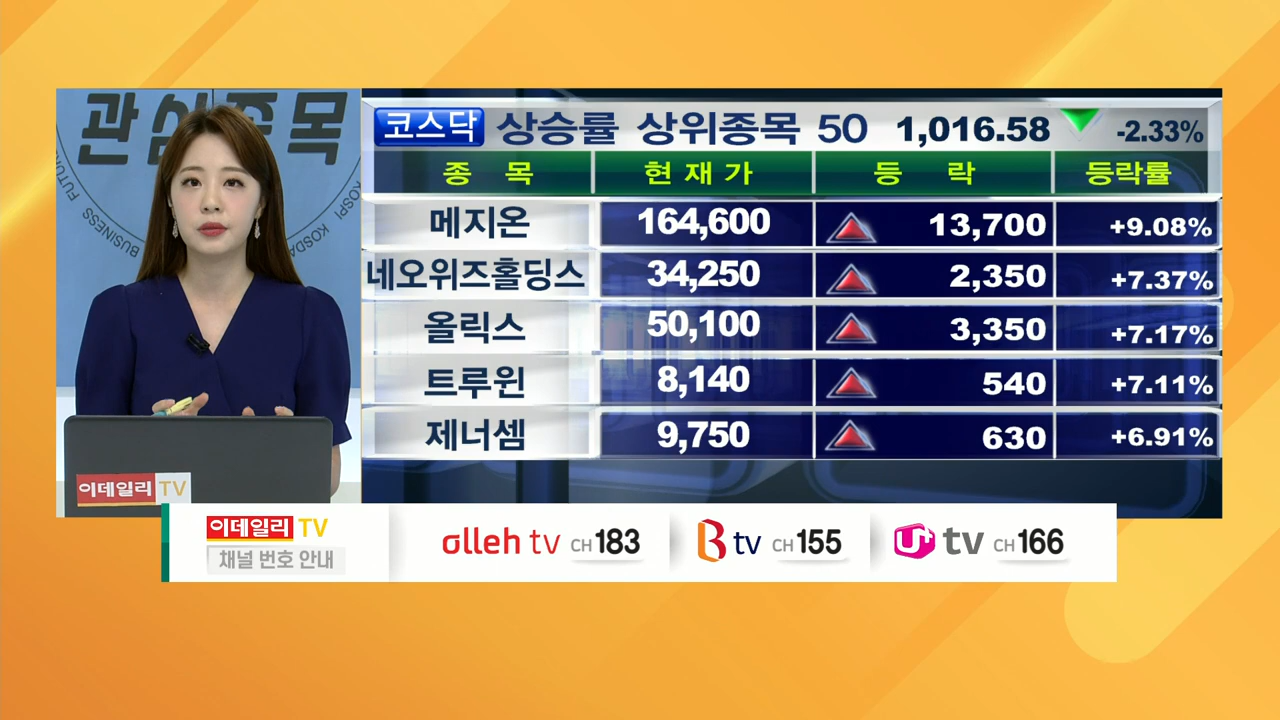 관심종목
BUSINESS FUTU
KOSPI KOSDA
코스닥 상승률 상위종목 50 1,016.58 -2.33%
종 목 현 재 가 등 락 등락률
메지온 164,600 13,700 +9.08%
네오위즈홀딩스 34,250 2,350 +7.37%
올릭스 50,100 3,350 +7.17%
트루윈 8,140 540 +7.11%
제너셈 9,750 630 +6.91%
이데일리 TV
이데일리 TV
채널 번호 안내
olleh tv CH 183
B tv CH 155
U+ tv CH 166